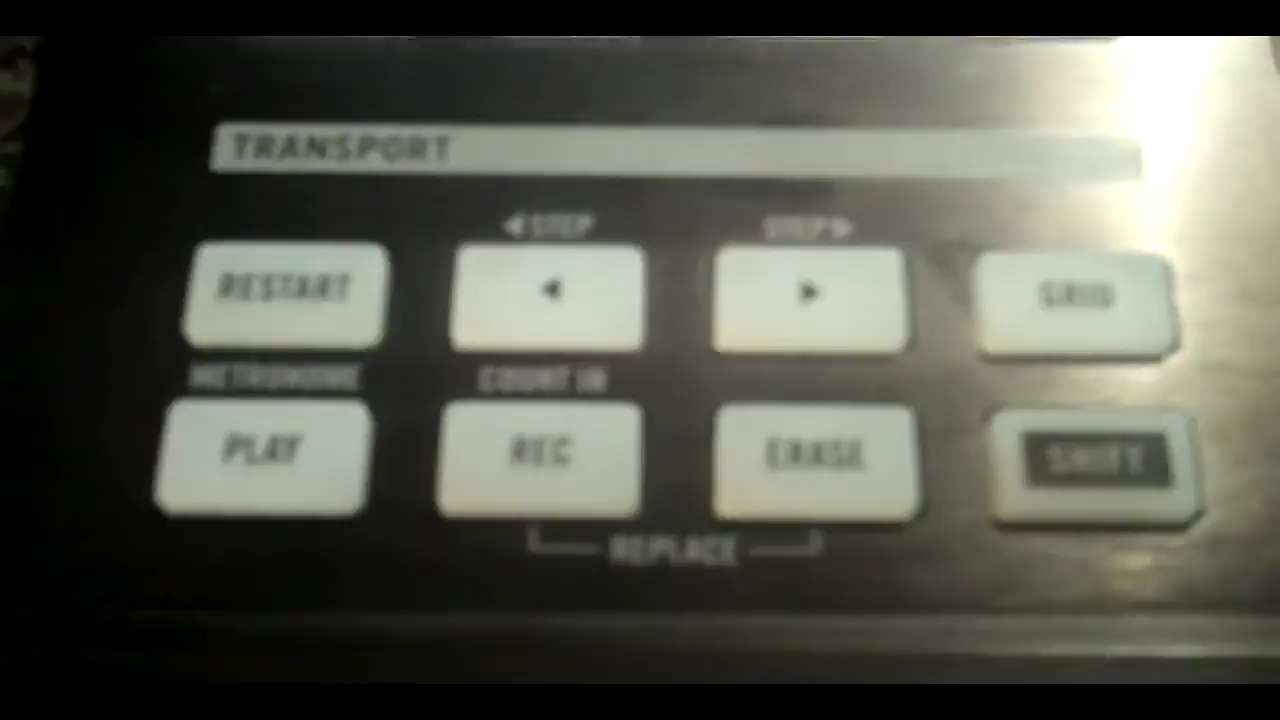 TRANSPORT
◀STEP STEP▶
RESTART ◀ ▶ GRID
METRONOME COUNT IN
PLAY REC ERASE SHIFT
REPLACE